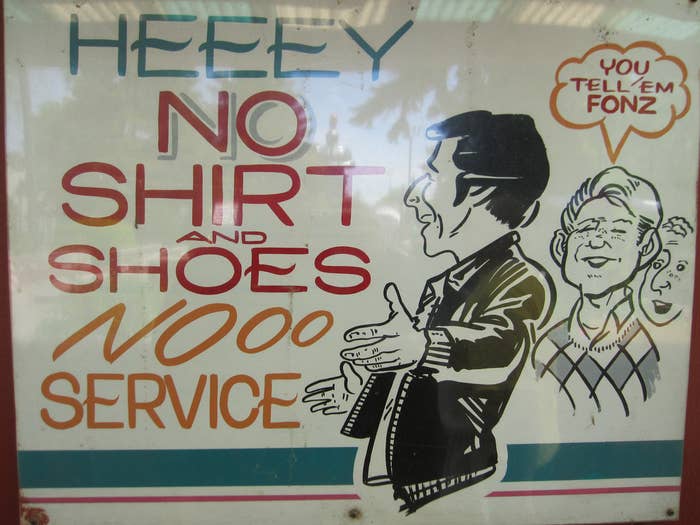 HEEEY
NO
SHIRT
AND
SHOES
NOOO
SERVICE
YOU
TELL 'EM
FONZ